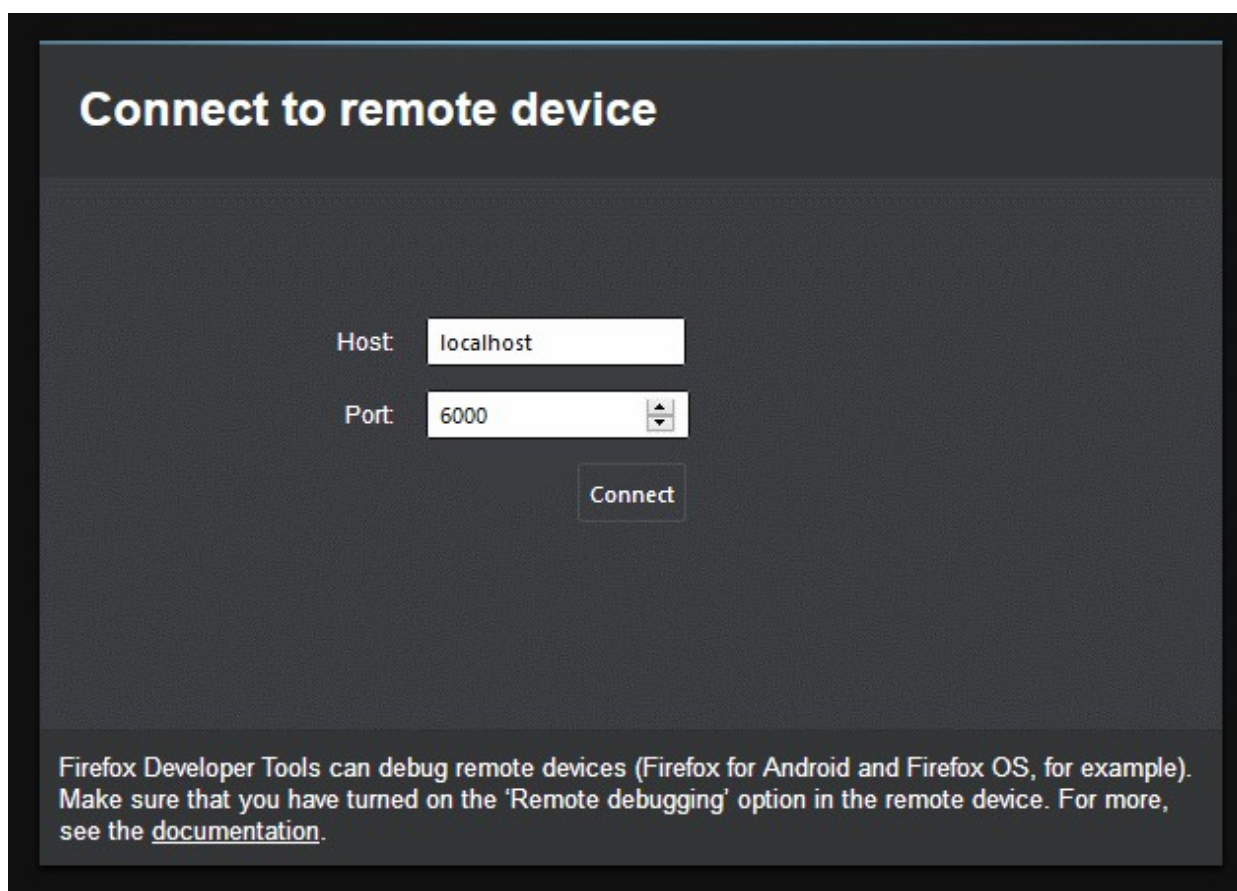 Connect to remote device
Host: localhost
Port: 6000
Connect
Firefox Developer Tools can debug remote devices (Firefox for Android and Firefox OS, for example).
Make sure that you have turned on the ‘Remote debugging’ option in the remote device. For more,
see the documentation.